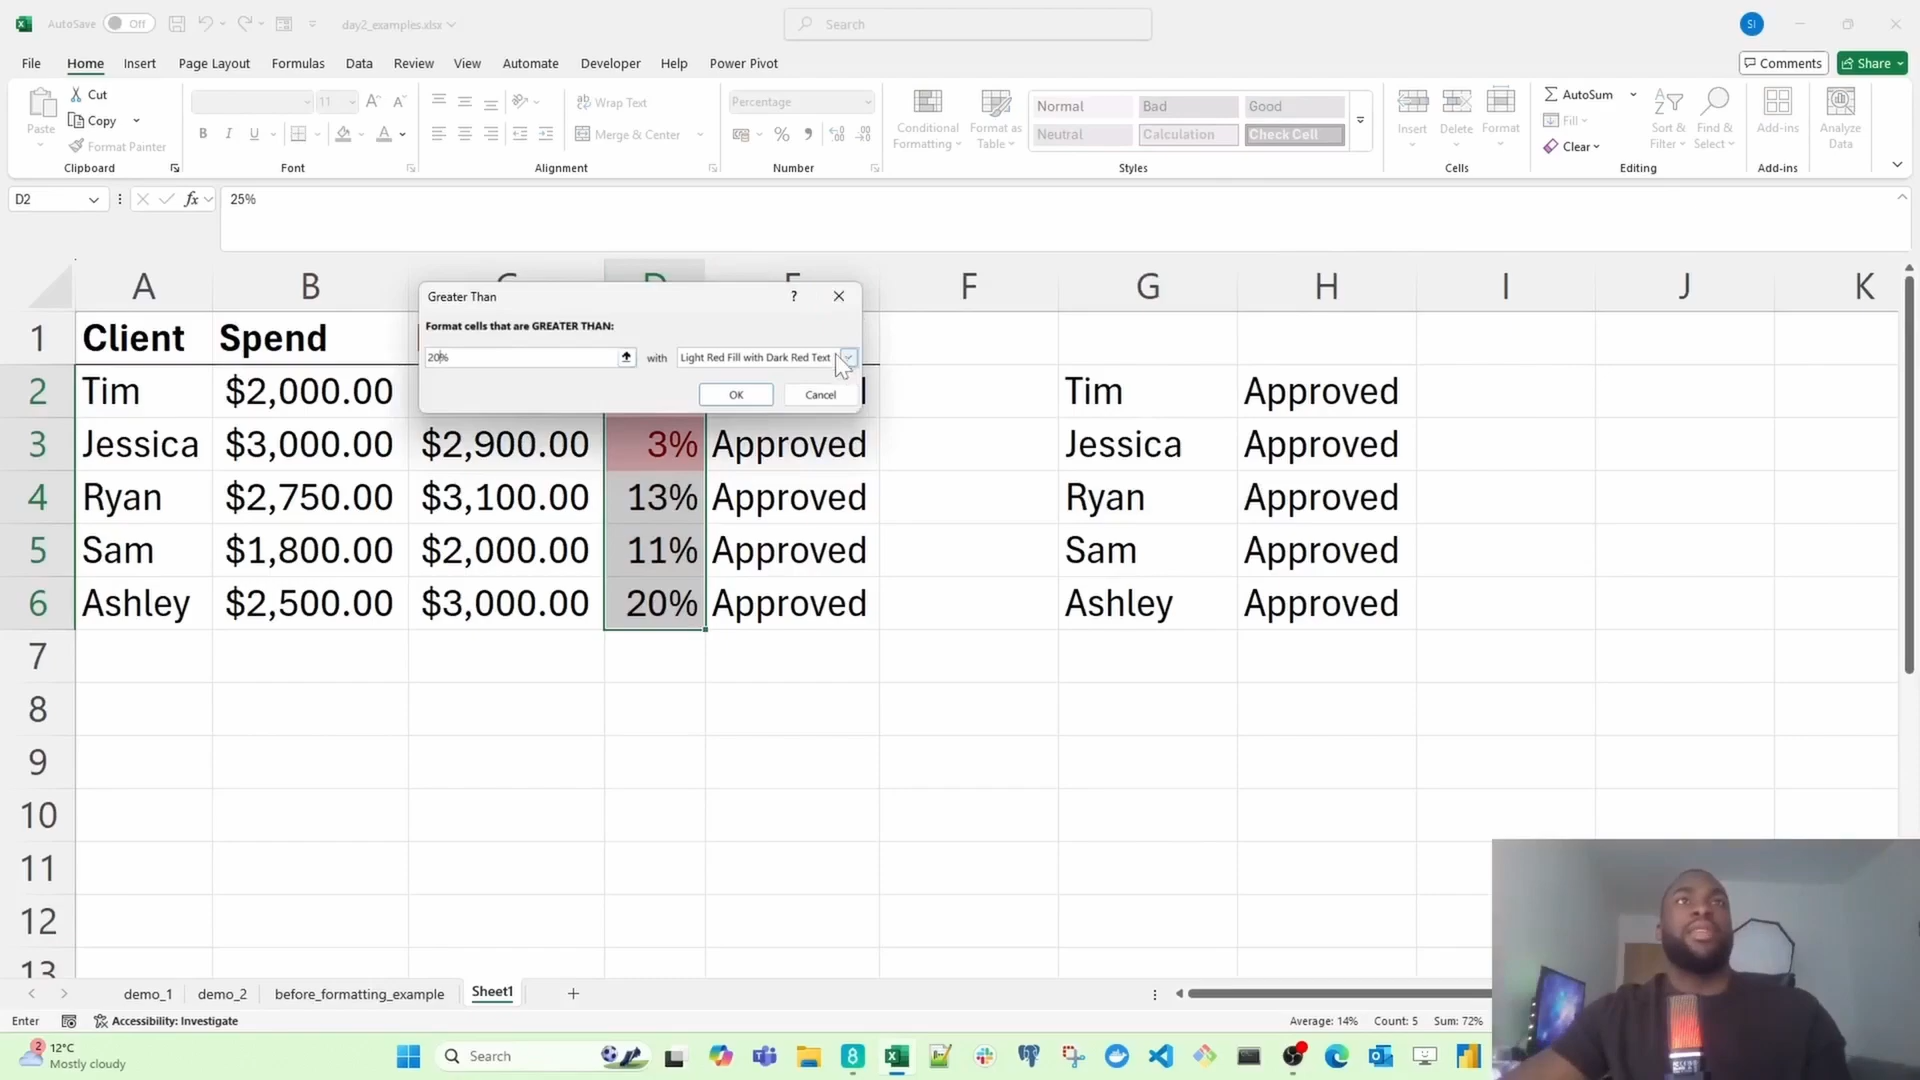 AutoSave Off day2_examples.xlsx Search SI
File Home Insert Page Layout Formulas Data Review View Automate Developer Help Power Pivot Comments Share
Paste Cut Copy Format Painter
Clipboard
11
B I U A
Font
Wrap Text
Merge & Center
Alignment
Percentage
%
Number
Conditional Formatting
Format as Table
Normal Bad Good
Neutral Calculation Check Cell
Styles
Insert Delete Format
Cells
AutoSum
Fill
Clear
Sort & Filter
Find & Select
Editing
Add-ins
Add-ins
Analyze Data
D2 fx 25%
A B F G H I J K
Greater Than ?
Format cells that are GREATER THAN:
20% with Light Red Fill with Dark Red Text
OK Cancel
1 Client Spend
2 Tim $2,000.00 Tim Approved
3 Jessica $3,000.00 $2,900.00 3% Approved Jessica Approved
4 Ryan $2,750.00 $3,100.00 13% Approved Ryan Approved
5 Sam $1,800.00 $2,000.00 11% Approved Sam Approved
6 Ashley $2,500.00 $3,000.00 20% Approved Ashley Approved
7
8
9
10
11
12
13
demo_1 demo_2 before_formatting_example Sheet1
Enter Accessibility: Investigate Average: 14% Count: 5 Sum: 72%
2 12°C
Mostly cloudy
Search
8